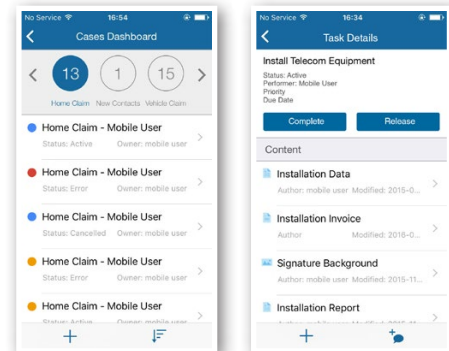 No Service 16:54
Cases Dashboard
13 1 15
Home Claim New Contacts Vehicle Claim
Home Claim - Mobile User
Status: Active Owner: mobile user
Home Claim - Mobile User
Status: Error Owner: mobile user
Home Claim - Mobile User
Status: Cancelled Owner: mobile user
Home Claim - Mobile User
Status: Error Owner: mobile user
Home Claim - Mobile User
Status: Active Owner: mobile user
No Service 16:34
Task Details
Install Telecom Equipment
Status: Active
Performer: Mobile User
Priority
Due Date
Complete Release
Content
Installation Data
Author: mobile user Modified: 2015-0...
Installation Invoice
Author Modified: 2016-0...
Signature Background
Author: mobile user Modified: 2015-11...
Installation Report